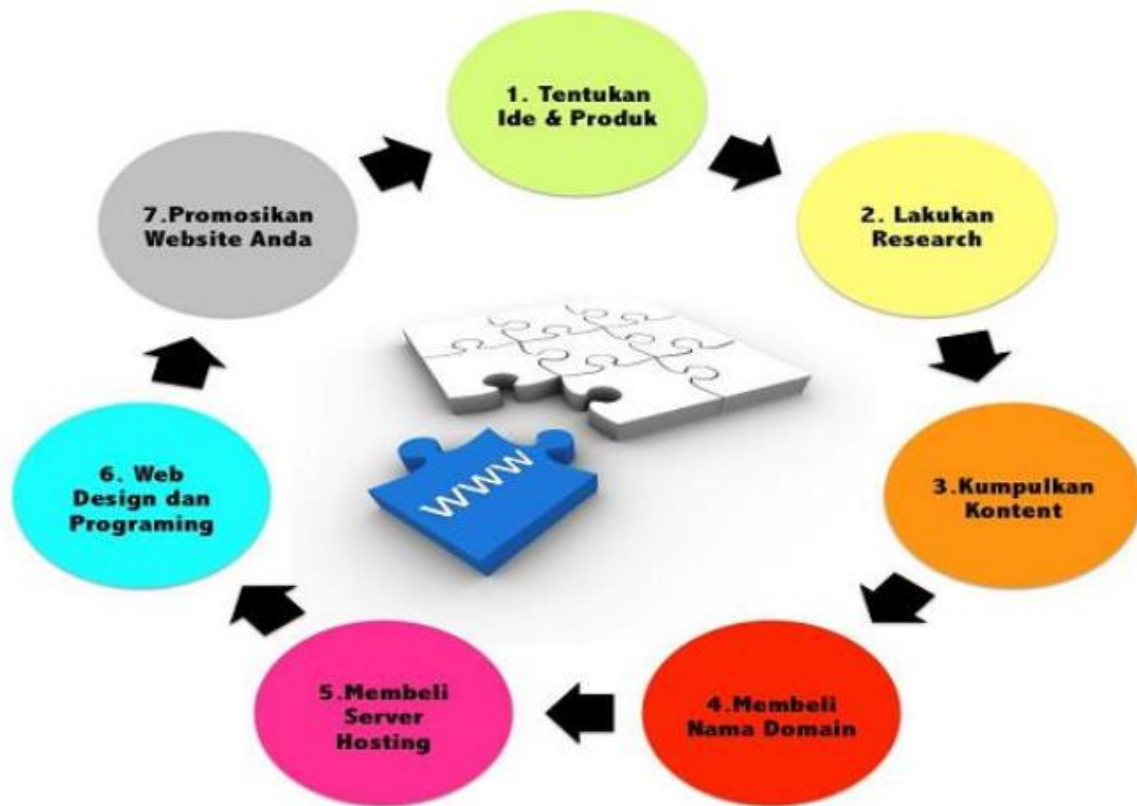 1. Tentukan
Ide & Produk
2. Lakukan
Research
3.Kumpulkan
Kontent
4.Membeli
Nama Domain
5.Membeli
Server
Hosting
6. Web
Design dan
Programing
7.Promosikan
Website Anda
www